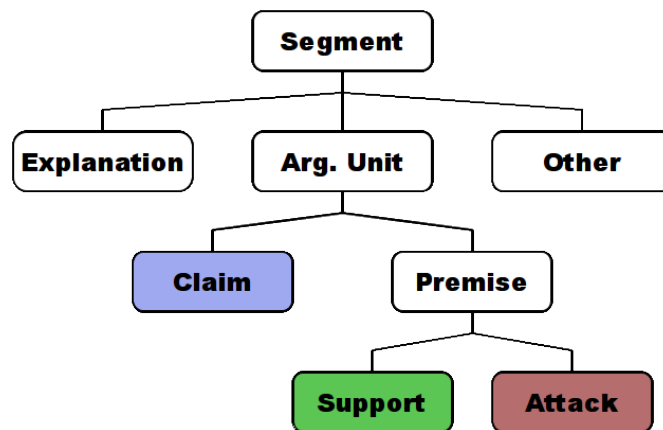 Segment
Explanation
Arg. Unit
Other
Claim
Premise
Support
Attack